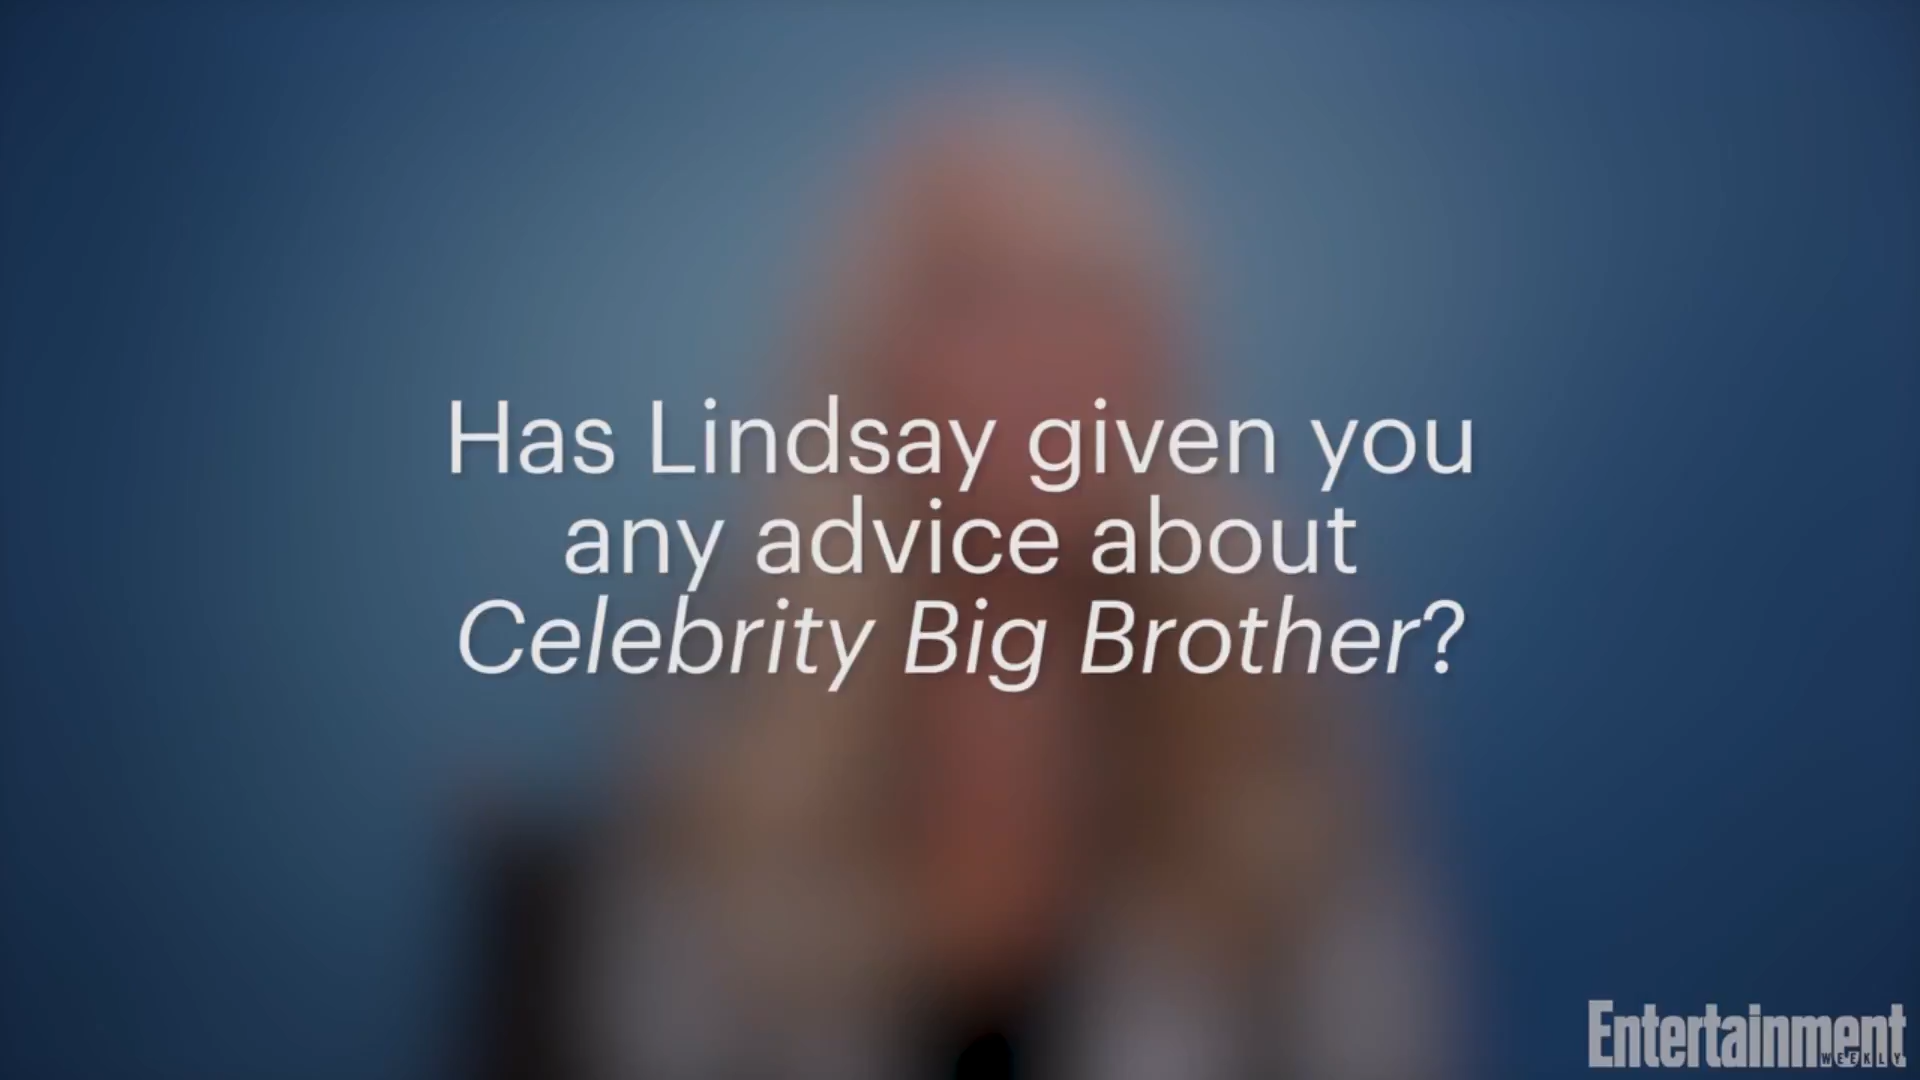 Has Lindsay given you
any advice about
Celebrity Big Brother?
Entertainment
WEEKLY